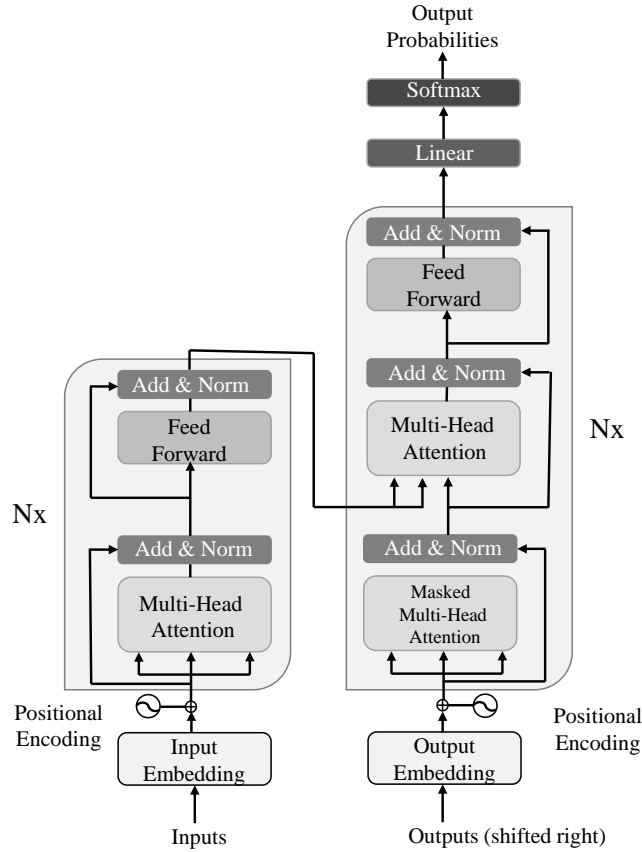 Output
Probabilities
Softmax
Linear
Add & Norm
Feed
Forward
Add & Norm
Multi-Head
Attention
Nx
Add & Norm
Masked
Multi-Head
Attention
Add & Norm
Feed
Forward
Nx
Add & Norm
Multi-Head
Attention
Positional
Encoding
Input
Embedding
Inputs
Positional
Encoding
Output
Embedding
Outputs (shifted right)